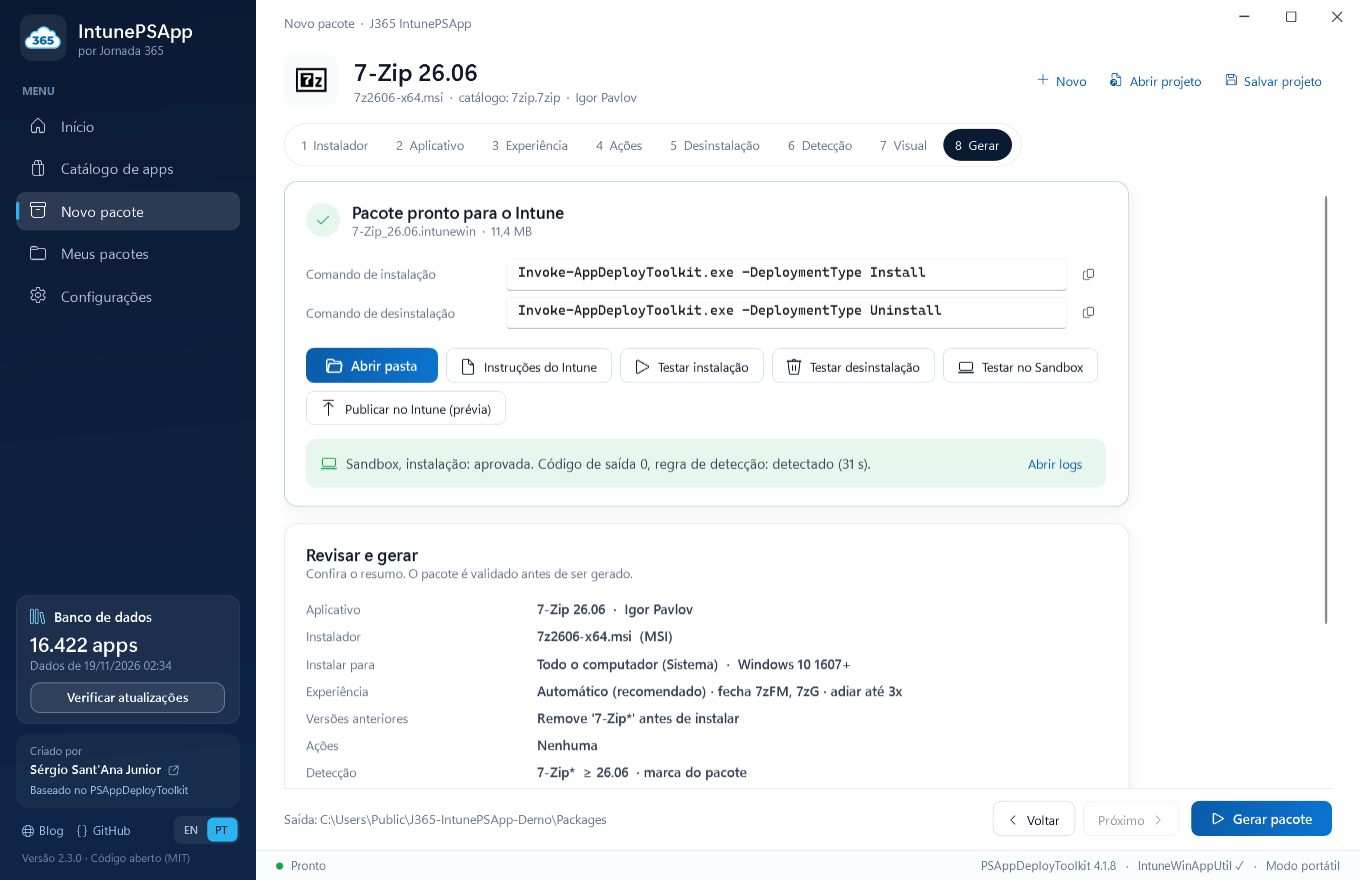 365
IntunePSApp
por Jornada 365
MENU
Início
Catálogo de apps
Novo pacote
Meus pacotes
Configurações
Banco de dados
16.422 apps
Dados de 19/11/2026 02:34
Verificar atualizações
Criado por
Sérgio Sant'Ana Junior
Baseado no PSAppDeployToolkit
Blog
{} GitHub
EN PT
Versão 2.3.0 · Código aberto (MIT)
Novo pacote · J365 IntunePSApp
7z
7-Zip 26.06
7z2606-x64.msi · catálogo: 7zip.7zip · Igor Pavlov
Novo
Abrir projeto
Salvar projeto
1 Instalador
2 Aplicativo
3 Experiência
4 Ações
5 Desinstalação
6 Detecção
7 Visual
8 Gerar
Pacote pronto para o Intune
7-Zip_26.06.intunewin · 11,4 MB
Comando de instalação
Invoke-AppDeployToolkit.exe -DeploymentType Install
Comando de desinstalação
Invoke-AppDeployToolkit.exe -DeploymentType Uninstall
Abrir pasta
Instruções do Intune
Testar instalação
Testar desinstalação
Testar no Sandbox
Publicar no Intune (prévia)
Sandbox, instalação: aprovada. Código de saída 0, regra de detecção: detectado (31 s).
Abrir logs
Revisar e gerar
Confira o resumo. O pacote é validado antes de ser gerado.
Aplicativo
7-Zip 26.06 · Igor Pavlov
Instalador
7z2606-x64.msi (MSI)
Instalar para
Todo o computador (Sistema) · Windows 10 1607+
Experiência
Automático (recomendado) · fecha 7zFM, 7zG · adiar até 3x
Versões anteriores
Remove '7-Zip*' antes de instalar
Ações
Nenhuma
Detecção
7-Zip* ≥ 26.06 · marca do pacote
Saída: C:\Users\Public\J365-IntunePSApp-Demo\Packages
Voltar
Próximo
Gerar pacote
Pronto
PSAppDeployToolkit 4.1.8 · IntuneWinAppUtil ✓ · Modo portátil